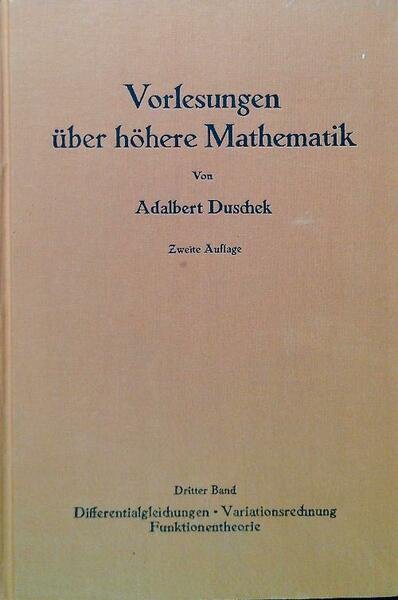 Vorlesungen
über höhere Mathematik
Von
Adalbert Duschek
Zweite Auflage
Dritter Band
Differentialgleichungen • Variationsrechnung
Funktionentheorie